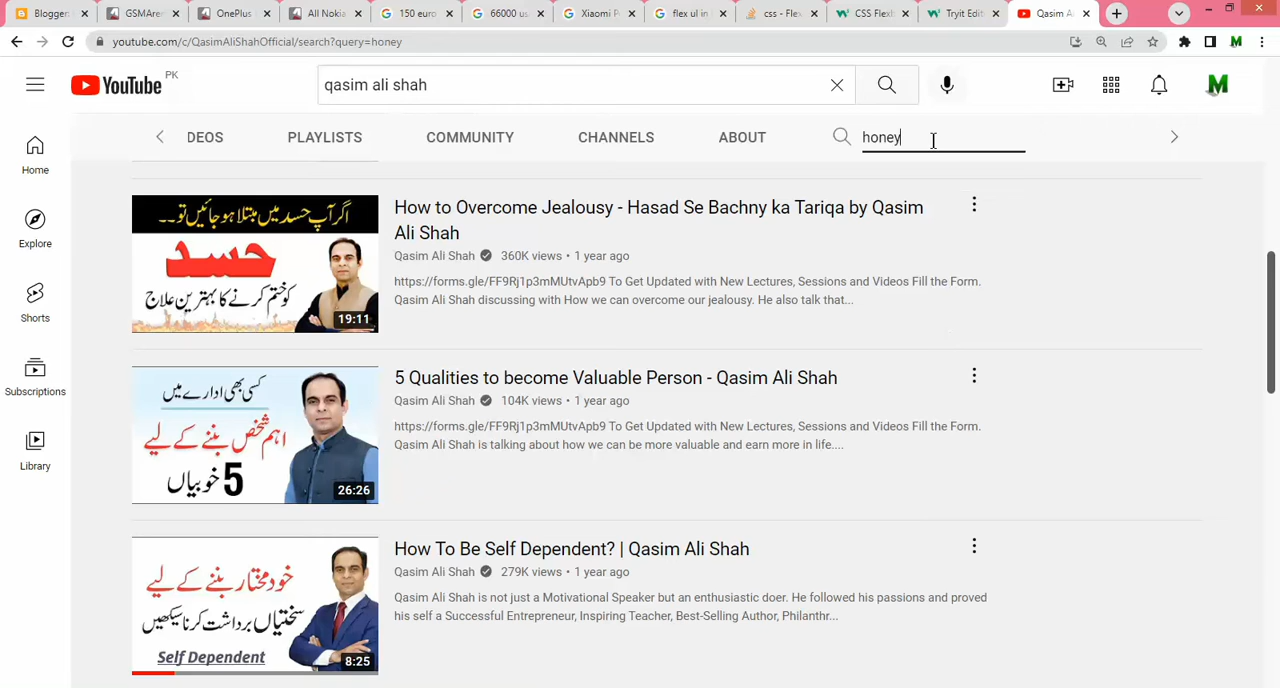 Blogger:
GSMAren
OnePlus
All Nokia
150 euro
66000 us
Xiaomi P
flex ul in
css - Flex
CSS Flexb
Tryit Edit
Qasim A
youtube.com/c/QasimAliShahOfficial/search?query=honey
M
YouTube PK
qasim ali shah
M
DEOS
PLAYLISTS
COMMUNITY
CHANNELS
ABOUT
honey
Home
Explore
Shorts
Subscriptions
Library
اگر آپ حسد میں مبتلا ہو جائیں تو..
حسد
کو ختم کرنے کا بہترین علاج
19:11
How to Overcome Jealousy - Hasad Se Bachny ka Tariqa by Qasim
Ali Shah
Qasim Ali Shah 360K views • 1 year ago
https://forms.gle/FF9Rj1p3mMUtvApb9 To Get Updated with New Lectures, Sessions and Videos Fill the Form.
Qasim Ali Shah discussing with How we can overcome our jealousy. He also talk that...
کسی بھی ادارے میں
اہم شخص بننے کے لیے
5 خوبیاں
26:26
5 Qualities to become Valuable Person - Qasim Ali Shah
Qasim Ali Shah 104K views • 1 year ago
https://forms.gle/FF9Rj1p3mMUtvApb9 To Get Updated with New Lectures, Sessions and Videos Fill the Form.
Qasim Ali Shah is talking about how we can be more valuable and earn more in life....
خود مختار بننے کے لیے
سختیاں برداشت کرنا سیکھیں
Self Dependent
8:25
How To Be Self Dependent? | Qasim Ali Shah
Qasim Ali Shah 279K views • 1 year ago
Qasim Ali Shah is not just a Motivational Speaker but an enthusiastic doer. He followed his passions and proved
his self a Successful Entrepreneur, Inspiring Teacher, Best-Selling Author, Philanthr...